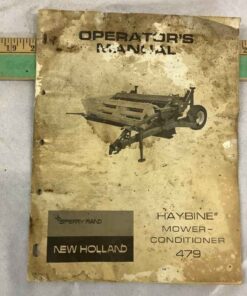 OPERATOR'S
MANUAL
SPERRY RAND
NEW HOLLAND
HAYBINE®
MOWER-
CONDITIONER
479